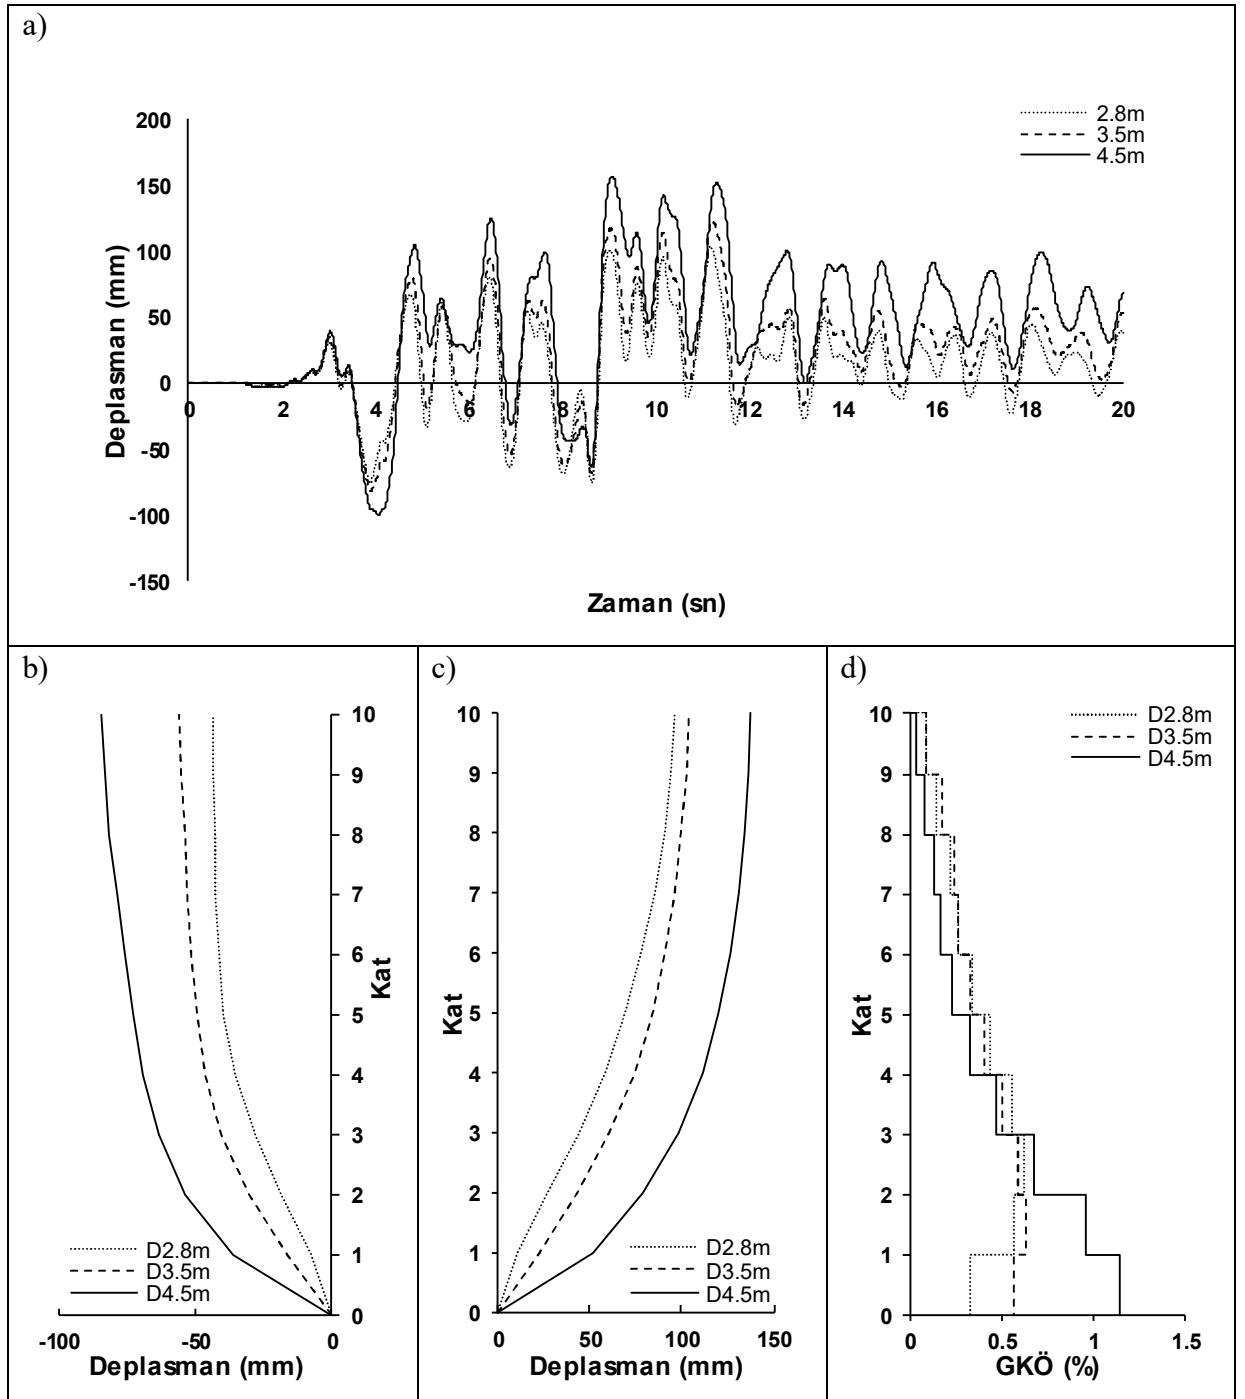 a)
200
150
100
50
0
-50
-100
-150
Deplasman (mm)
0 2 4 6 8 10 12 14 16 18 20
Zaman (sn)
2.8m
3.5m
4.5m
b)
10
9
8
7
6
5
4
3
2
1
0
Kat
D2.8m
D3.5m
D4.5m
-100 -50 0
Deplasman (mm)
c)
10
9
8
7
6
5
4
3
2
1
0
Kat
D2.8m
D3.5m
D4.5m
0 50 100 150
Deplasman (mm)
d)
D2.8m
D3.5m
D4.5m
10
9
8
7
6
5
4
3
2
1
0
Kat
0 0.5 1 1.5
GKÖ (%)